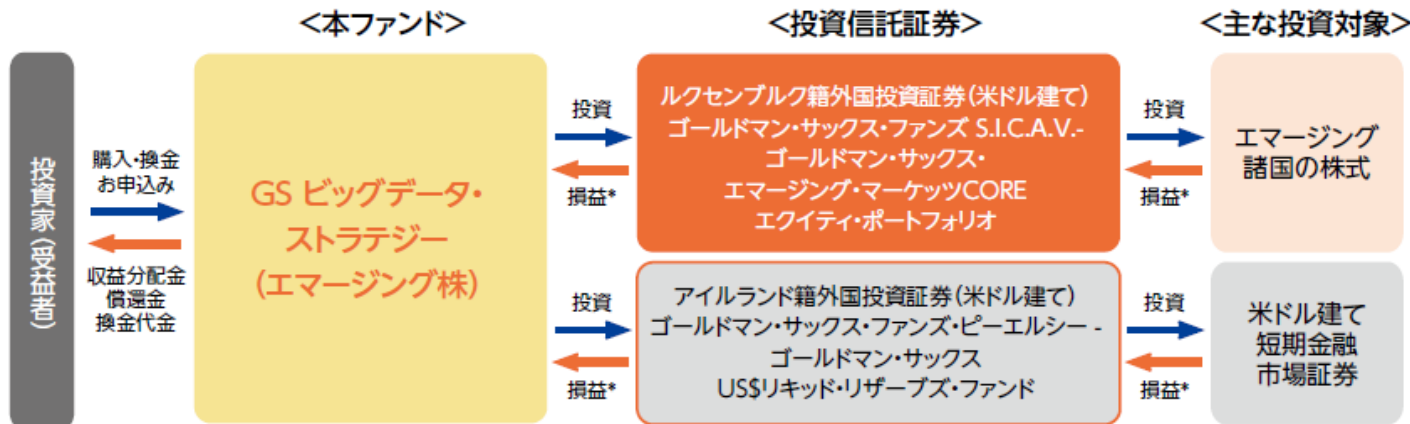 <本ファンド>
<投資信託証券>
<主な投資対象>
投資家(受益者)
購入・換金
お申込み
収益分配金
償還金
換金代金
GS ビッグデータ・
ストラテジー
(エマージング株)
投資
損益*
ルクセンブルク籍外国投資証券(米ドル建て)
ゴールドマン・サックス・ファンズ S.I.C.A.V.-
ゴールドマン・サックス・
エマージング・マーケッツCORE
エクイティ・ポートフォリオ
投資
損益*
エマージング
諸国の株式
投資
損益*
アイルランド籍外国投資証券(米ドル建て)
ゴールドマン・サックス・ファンズ・ピーエルシー -
ゴールドマン・サックス
US$リキッド・リザーブズ・ファンド
投資
損益*
米ドル建て
短期金融
市場証券